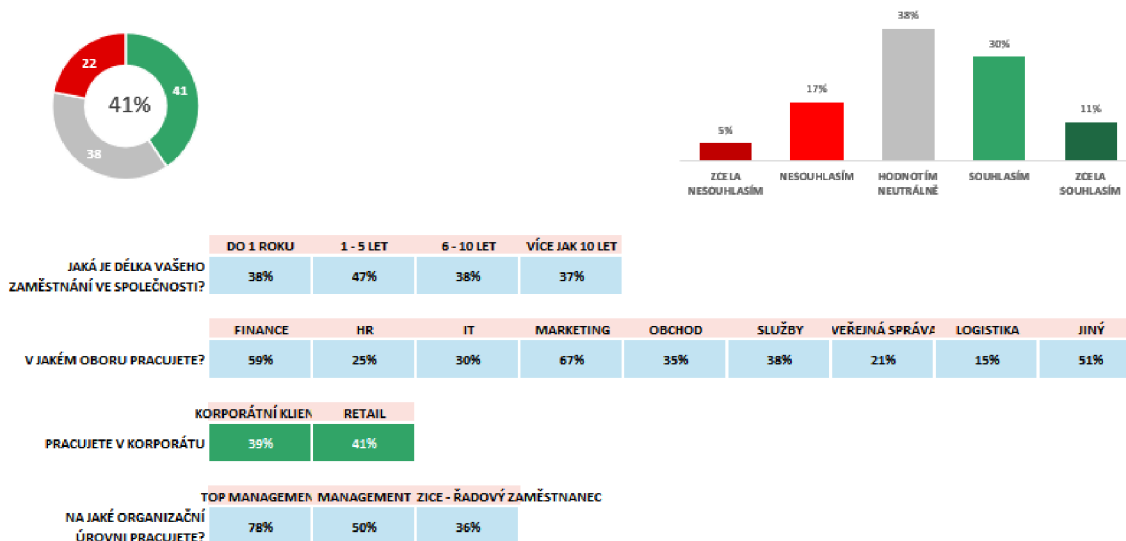 22
41
41%
38
38%
30%
17%
11%
5%
ZCELA NESOUHLASÍM
NESOUHLASÍM
HODNOTÍM NEUTRÁLNĚ
SOUHLASÍM
ZCELA SOUHLASÍM
DO 1 ROKU 1 - 5 LET 6 - 10 LET VÍCE JAK 10 LET
JAKÁ JE DÉLKA VAŠEHO
ZAMĚSTNÁNÍ VE SPOLEČNOSTI?
38% 47% 38% 37%
FINANCE HR IT MARKETING OBCHOD SLUŽBY VEŘEJNÁ SPRÁVA LOGISTIKA JINÝ
V JAKÉM OBORU PRACUJETE? 59% 25% 30% 67% 35% 38% 21% 15% 51%
KORPORÁTNÍ KLIEN RETAIL
PRACUJETE V KORPORÁTU 39% 41%
TOP MANAGEMEN MANAGEMENT ZICE - ŘADOVÝ ZAMĚSTNANEC
NA JAKÉ ORGANIZAČNÍ
ÚROVNI PRACUJETE?
78% 50% 36%